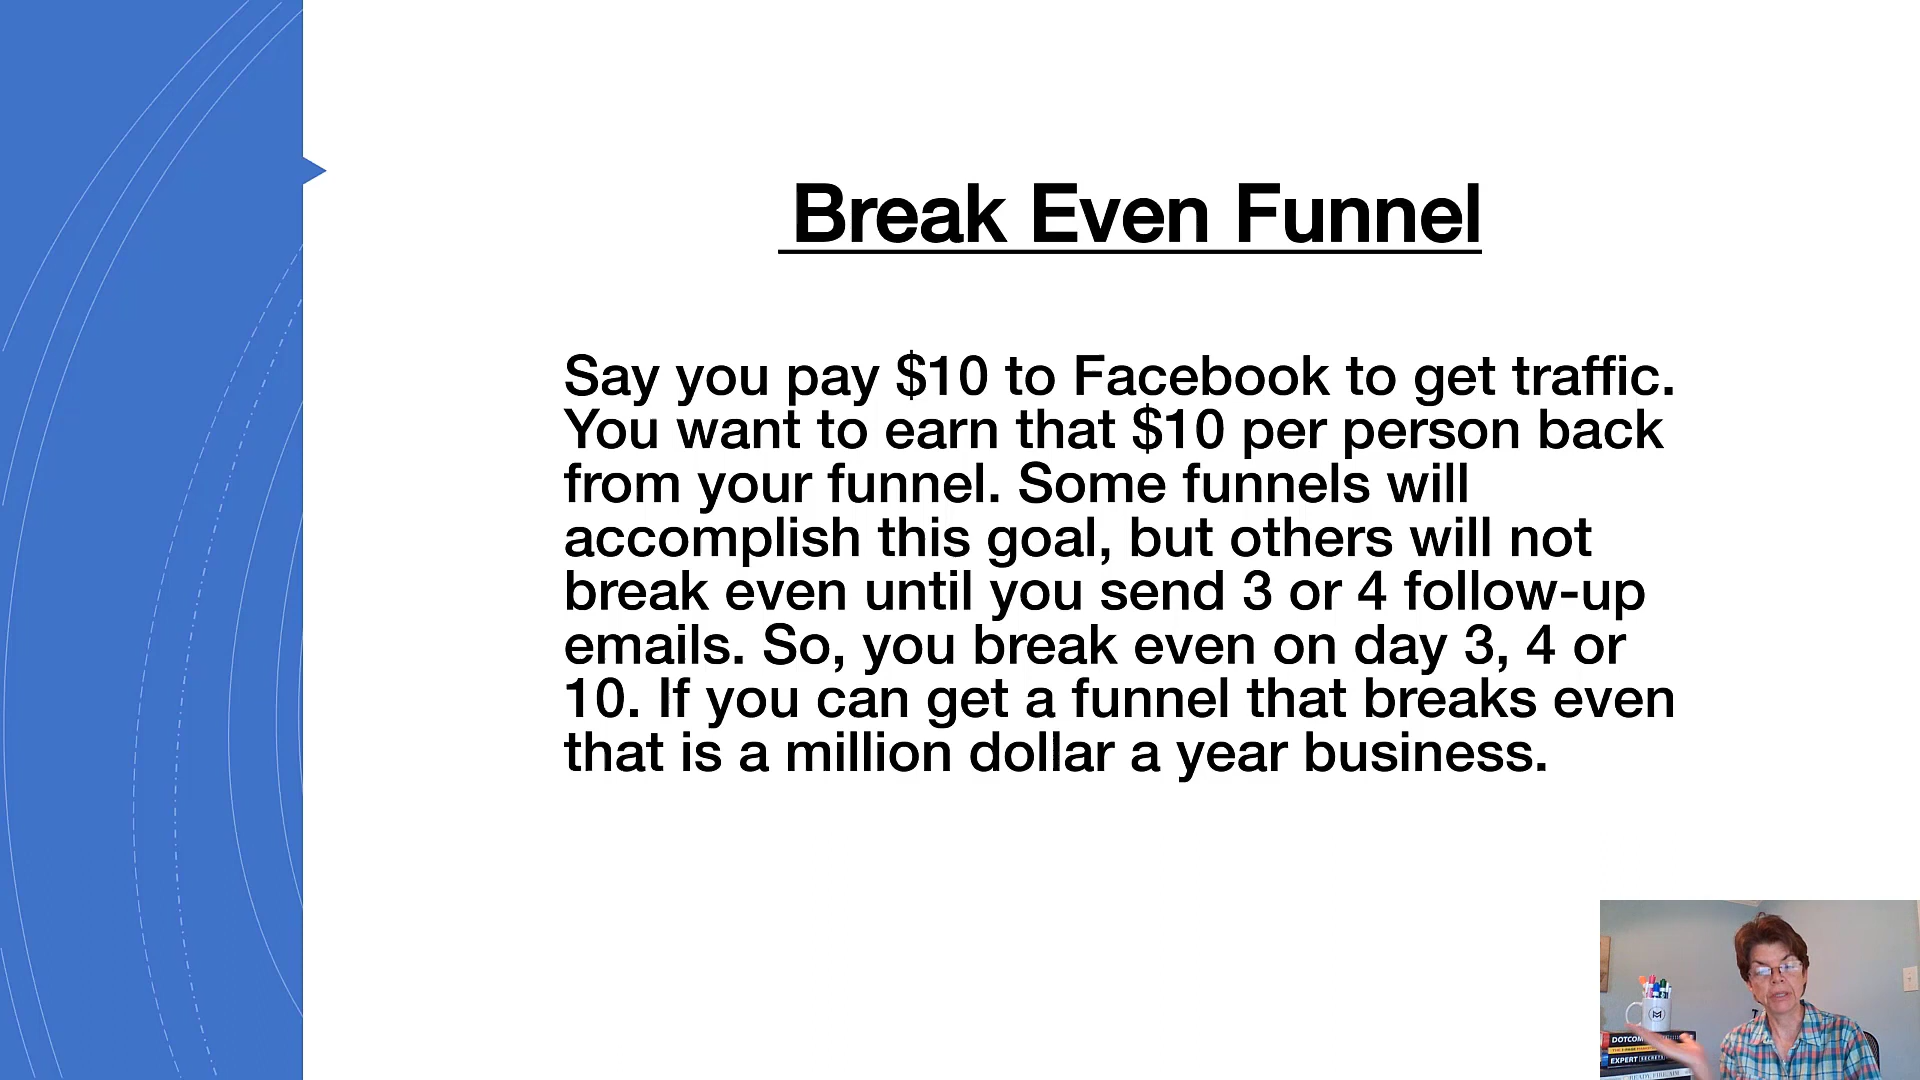 Break Even Funnel
Say you pay $10 to Facebook to get traffic.
You want to earn that $10 per person back
from your funnel. Some funnels will
accomplish this goal, but others will not
break even until you send 3 or 4 follow-up
emails. So, you break even on day 3, 4 or
10. If you can get a funnel that breaks even
that is a million dollar a year business.
DOTCOM
EXPERT SECRETS